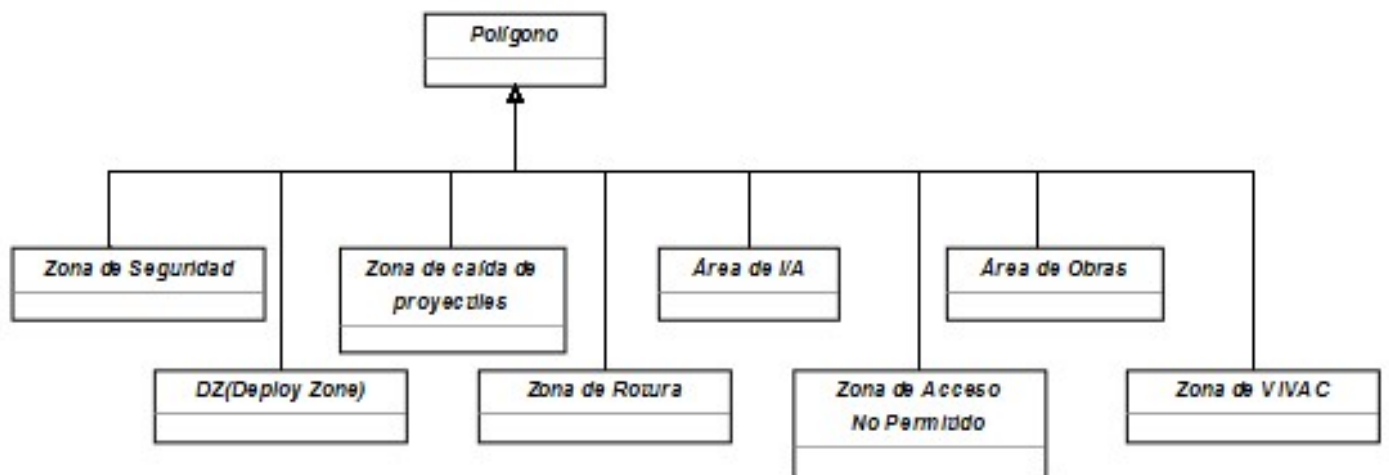 Polígono
Zona de Seguridad
Zona de caída de
proyectiles
Área de I/A
Área de Obras
DZ(Deploy Zone)
Zona de Rotura
Zona de Acceso
No Permitido
Zona de VIVAC